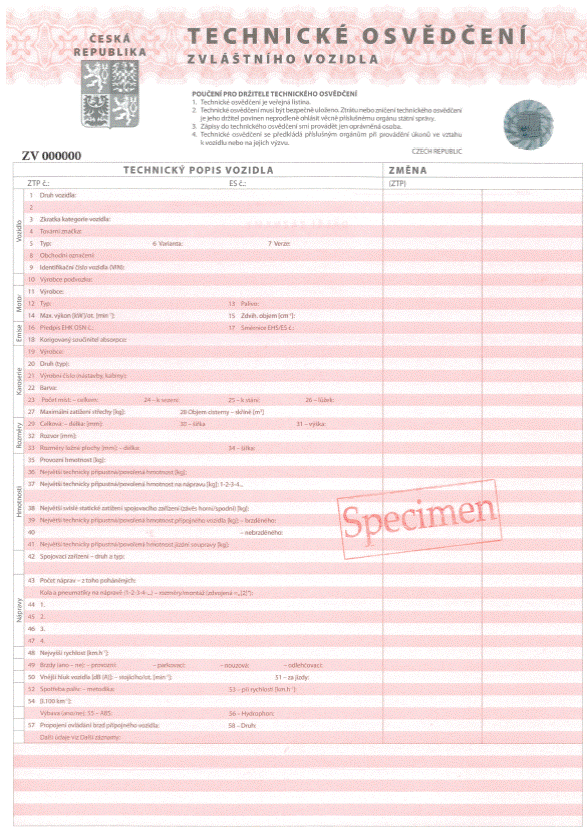 ČESKÁ
REPUBLIKA
TECHNICKÉ OSVĚDČENÍ
ZVLÁŠTNÍHO VOZIDLA
POUČENÍ PRO DRŽITELE TECHNICKÉHO OSVĚDČENÍ
1. Technické osvědčení je veřejná listina.
2. Technické osvědčení musí být bezpečně uloženo. Ztrátu nebo zničení technického osvědčení
je jeho držitel povinen neprodleně ohlásit věcně příslušnému orgánu státní správy.
3. Zápisy do technického osvědčení smí provádět jen oprávněná osoba.
4. Technické osvědčení se předkládá příslušným orgánům při provádění úkonů ve vztahu
k vozidlu nebo na jejich výzvu.
CZECH REPUBLIC
ZV 000000
TECHNICKÝ POPIS VOZIDLA ZMĚNA
ZTP č.: ES č.: (ZTP)
Vozidlo
1 Druh vozidla:
2
3 Zkratka kategorie vozidla:
4 Tovární značka:
5 Typ: 6 Varianta: 7 Verze:
8 Obchodní označení:
9 Identifikační číslo vozidla (VIN):
10 Výrobce podvozku:
Motor
11 Výrobce:
12 Typ: 13 Palivo:
14 Max. výkon [kW]/ot. [min⁻¹]: 15 Zdvih. objem [cm³]:
Emise
16 Předpis EHK OSN č.: 17 Směrnice EHS/ES č.:
18 Korigovaný součinitel absorpce:
Karoserie
19 Výrobce:
20 Druh (typ):
21 Výrobní číslo (nástavby, kabiny):
22 Barva:
23 Počet míst: – celkem: 24 – k sezení: 25 – k stání: 26 – lůžek:
27 Maximální zatížení střechy [kg]: 28 Objem cisterny – skříně [m³]
Rozměry
29 Celková: – délka: [mm]: 30 – šířka 31 – výška:
32 Rozvor [mm]:
33 Rozměry ložné plochy [mm]: – délka: 34 – šířka:
Hmotnosti
35 Provozní hmotnost [kg]:
36 Největší technicky přípustná/povolená hmotnost [kg]:
37 Největší technicky přípustná/povolená hmotnost na nápravu [kg]: 1-2-3-4...
38 Největší svislé statické zatížení spojovacího zařízení (závěs horní/spodní) [kg]:
39 Největší technicky přípustná/povolená hmotnost přípojného vozidla [kg]: – brzděného:
40 – nebrzděného:
41 Největší technicky přípustná/povolená hmotnost jízdní soupravy [kg]:
42 Spojovací zařízení – druh a typ:
Specimen
Nápravy
43 Počet náprav – z toho poháněných:
Kola a pneumatiky na nápravě (1-2-3-4-...) – rozměry/montáž (zdvojená =„[2]“):
44 1.
45 2.
46 3.
47 4.
48 Nejvyšší rychlost [km.h⁻¹]:
49 Brzdy (ano – ne): – provozní: – parkovací: – nouzová: – odlehčovací:
50 Vnější hluk vozidla [dB (A)]: – stojícího/ot. [min⁻¹]: 51 – za jízdy:
52 Spotřeba paliv: – metodika: 53 – při rychlosti [km.h⁻¹]:
54 [l.100 km⁻¹]:
Výbava (ano/ne): 55 – ABS: 56 – Hydrophon:
57 Propojení ovládání brzd přípojného vozidla: 58 – Druh:
Další údaje viz Další záznamy: